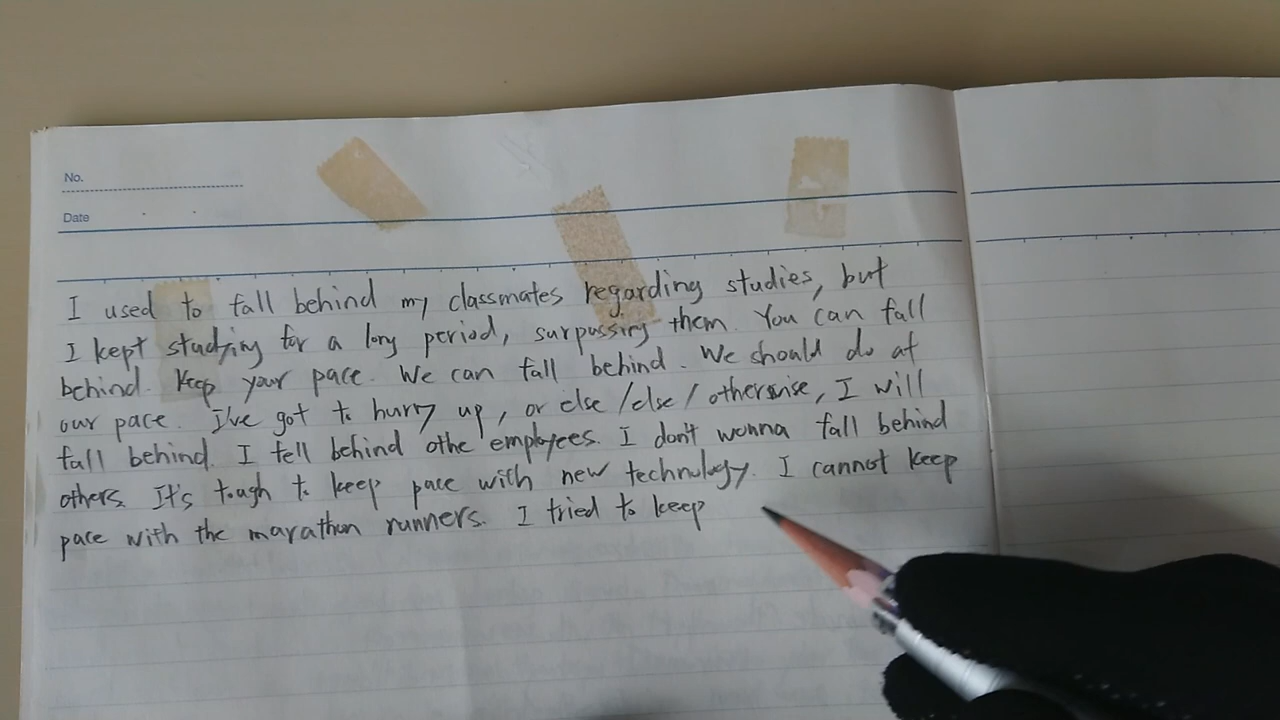 No.
Date
I used to fall behind my classmates regarding studies, but
I kept studying for a long period, surpassing them. You can fall
behind. Keep your pace. We can fall behind. We should do at
our pace. I've got to hurry up, or else / else / otherwise, I will
fall behind. I fell behind othe employees. I don't wanna fall behind
others. It's tough to keep pace with new technology. I cannot keep
pace with the marathon runners. I tried to keep